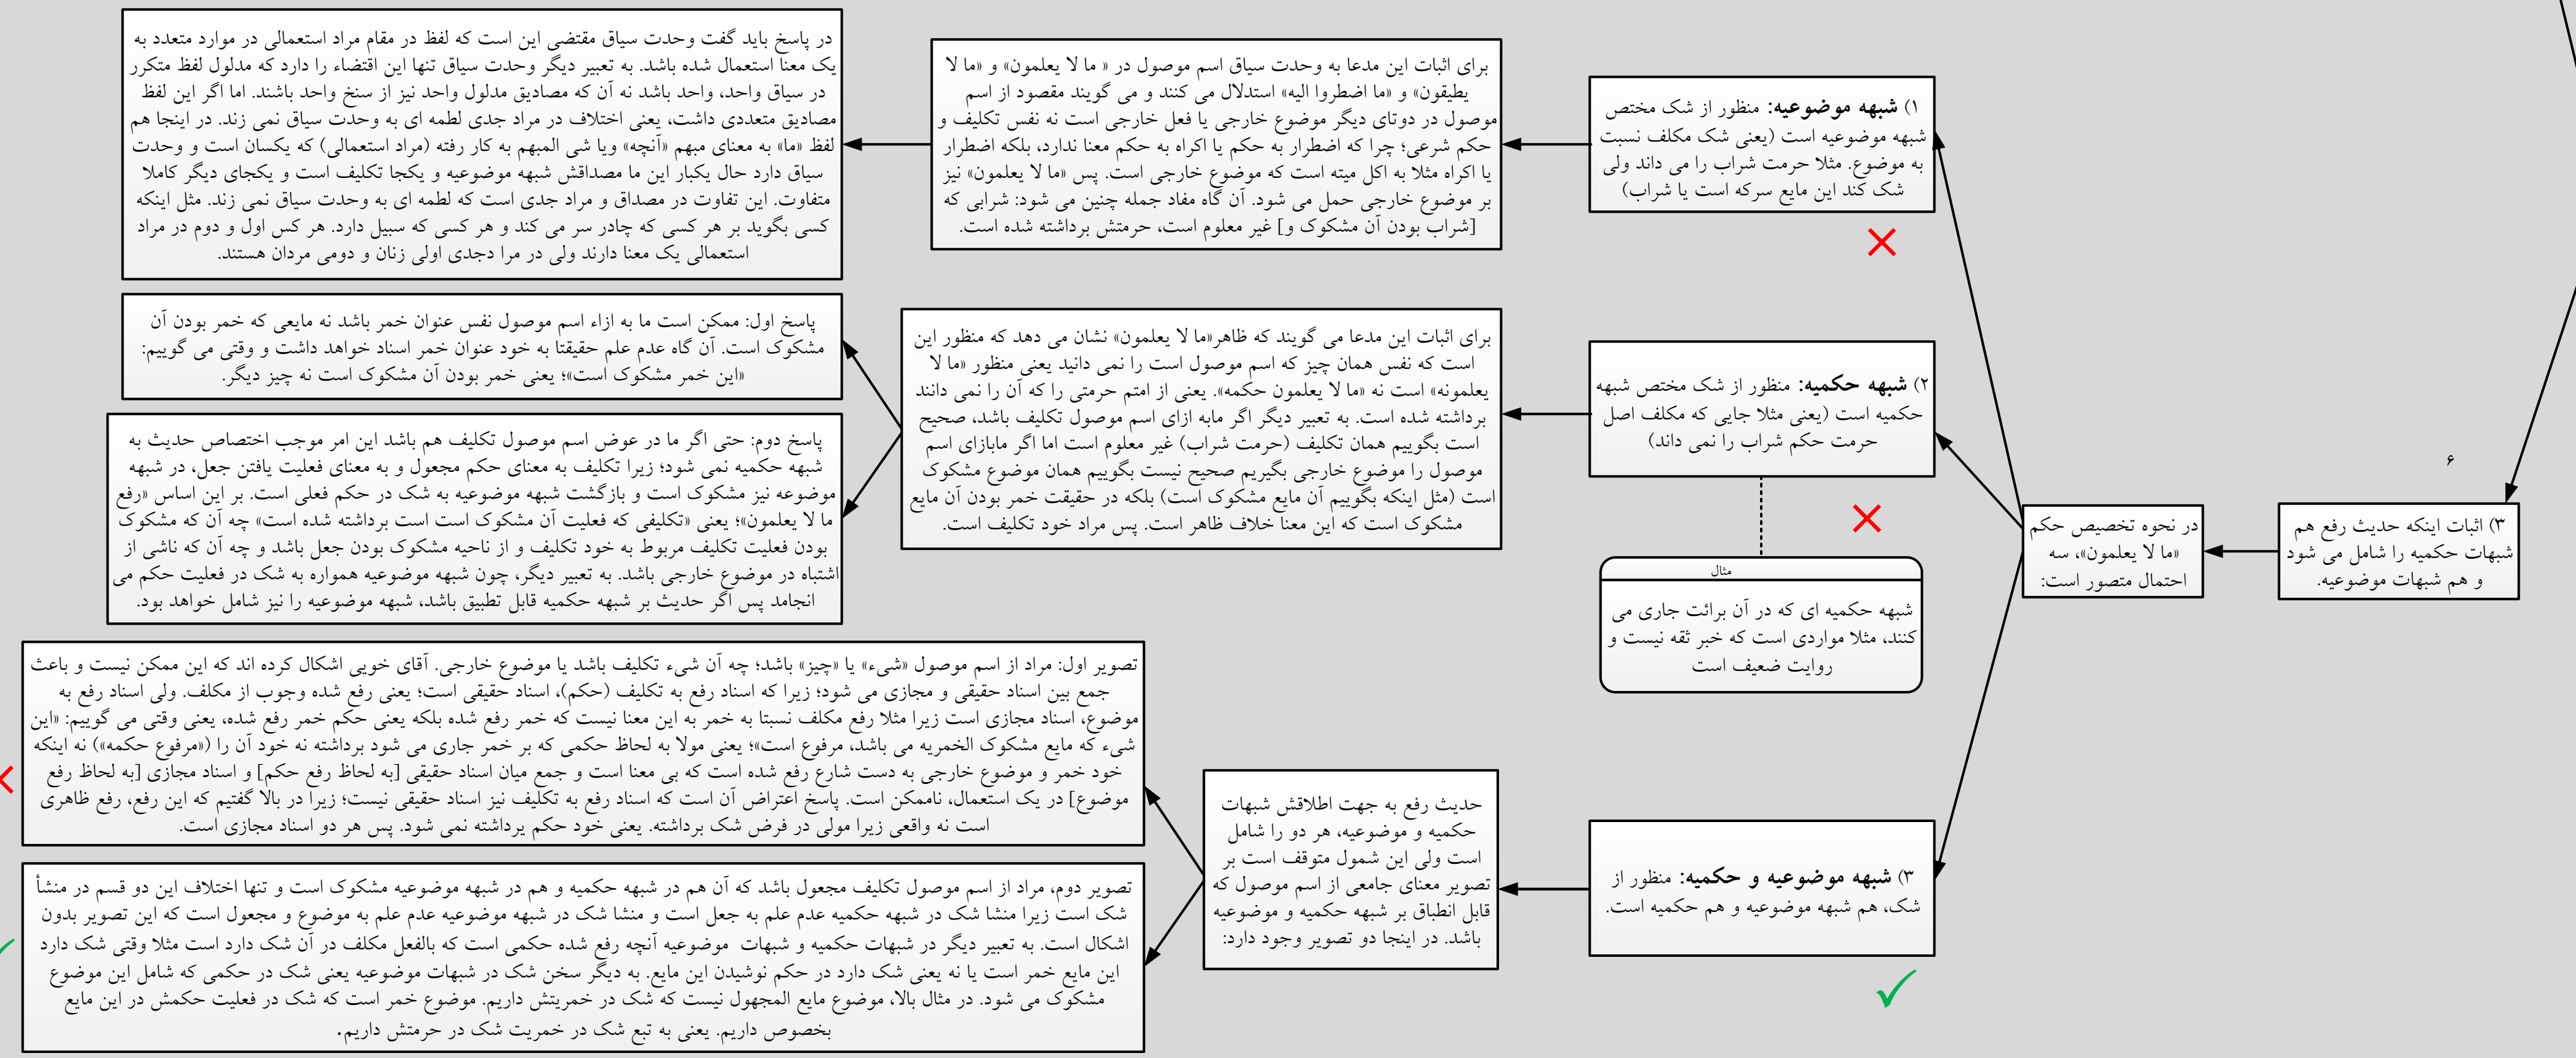 ۶
۳) اثبات اینکه حدیث رفع هم
شبهات حکمیه را شامل می شود
و هم شبهات موضوعیه.
در نحوه تخصیص حکم
«ما لا یعلمون»، سه
احتمال متصور است:
۱) شبهه موضوعیه: منظور از شک مختص
شبهه موضوعیه است (یعنی شک مکلف نسبت
به موضوع. مثلا حرمت شراب را می داند ولی
شک کند این مایع سرکه است یا شراب)
برای اثبات این مدعا به وحدت سیاق اسم موصول در « ما لا یعلمون» و «ما لا
یطیقون» و «ما اضطروا الیه» استدلال می کنند و می گویند مقصود از اسم
موصول در دوتای دیگر موضوع خارجی یا فعل خارجی است نه نفس تکلیف و
حکم شرعی؛ چرا که اضطرار به حکم یا اکراه به حکم معنا ندارد، بلکه اضطرار
یا اکراه مثلا به اکل میته است که موضوع خارجی است. پس «ما لا یعلمون» نیز
بر موضوع خارجی حمل می شود. آن گاه مفاد جمله چنین می شود: شرابی که
[شراب بودن آن مشکوک و] غیر معلوم است، حرمتش برداشته شده است.
در پاسخ باید گفت وحدت سیاق مقتضی این است که لفظ در مقام مراد استعمالی در موارد متعدد به
یک معنا استعمال شده باشد. به تعبیر دیگر وحدت سیاق تنها این اقتضاء را دارد که مدلول لفظ متکرر
در سیاق واحد، واحد باشد نه آن که مصادیق مدلول واحد نیز از سنخ واحد باشند. اما اگر این لفظ
مصادیق متعددی داشت، یعنی اختلاف در مراد جدی لطمه ای به وحدت سیاق نمی زند. در اینجا هم
لفظ «ما» به معنای مبهم «آنچه» ویا شی المبهم به کار رفته (مراد استعمالی) که یکسان است و وحدت
سیاق دارد حال یکبار این ما مصداقش شبهه موضوعیه و یکجا تکلیف است و یکجای دیگر کاملا
متفاوت. این تفاوت در مصداق و مراد جدی است که لطمه ای به وحدت سیاق نمی زند. مثل اینکه
کسی بگوید بر هر کسی که چادر سر می کند و هر کسی که سبیل دارد. هر کس اول و دوم در مراد
استعمالی یک معنا دارند ولی در مرا دجدی اولی زنان و دومی مردان هستند.
۲) شبهه حکمیه: منظور از شک مختص شبهه
حکمیه است (یعنی مثلا جایی که مکلف اصل
حرمت حکم شراب را نمی داند)
مثال
شبهه حکمیه ای که در آن برائت جاری می
کنند، مثلا مواردی است که خبر ثقه نیست و
روایت ضعیف است
برای اثبات این مدعا می گویند که ظاهر«ما لا یعلمون» نشان می دهد که منظور این
است که نفس همان چیز که اسم موصول است را نمی دانید یعنی منظور «ما لا
یعلمونه» است نه «ما لا یعلمون حکمه». یعنی از امتم حرمتی را که آن را نمی دانند
برداشته شده است. به تعبیر دیگر اگر مابه ازای اسم موصول تکلیف باشد، صحیح
است بگوییم همان تکلیف (حرمت شراب) غیر معلوم است اما اگر مابازای اسم
موصول را موضوع خارجی بگیریم صحیح نیست بگوییم همان موضوع مشکوک
است (مثل اینکه بگوییم آن مایع مشکوک است) بلکه در حقیقت خمر بودن آن مایع
مشکوک است که این معنا خلاف ظاهر است. پس مراد خود تکلیف است.
پاسخ اول: ممکن است ما به ازاء اسم موصول نفس عنوان خمر باشد نه مایعی که خمر بودن آن
مشکوک است. آن گاه عدم علم حقیقتا به خود عنوان خمر اسناد خواهد داشت و وقتی می گوییم:
«این خمر مشکوک است»؛ یعنی خمر بودن آن مشکوک است نه چیز دیگر.
پاسخ دوم: حتی اگر ما در عوض اسم موصول تکلیف هم باشد این امر موجب اختصاص حدیث به
شبهه حکمیه نمی شود؛ زیرا تکلیف به معنای حکم مجعول و به معنای فعلیت یافتن جعل، در شبهه
موضوعه نیز مشکوک است و بازگشت شبهه موضوعیه به شک در حکم فعلی است. بر این اساس «رفع
ما لا یعلمون»؛ یعنی «تکلیفی که فعلیت آن مشکوک است است برداشته شده است» چه آن که مشکوک
بودن فعلیت تکلیف مربوط به خود تکلیف و از ناحیه مشکوک بودن جعل باشد و چه آن که ناشی از
اشتباه در موضوع خارجی باشد. به تعبیر دیگر، چون شبهه موضوعیه همواره به شک در فعلیت حکم می
انجامد پس اگر حدیث بر شبهه حکمیه قابل تطبیق باشد، شبهه موضوعیه را نیز شامل خواهد بود.
۳) شبهه موضوعیه و حکمیه: منظور از
شک، هم شبهه موضوعیه و هم حکمیه است.
حدیث رفع به جهت اطلاقش شبهات
حکمیه و موضوعیه، هر دو را شامل
است ولی این شمول متوقف است بر
تصویر معنای جامعی از اسم موصول که
قابل انطباق بر شبهه حکمیه و موضوعیه
باشد. در اینجا دو تصویر وجود دارد:
تصویر اول: مراد از اسم موصول «شیء» یا «چیز» باشد؛ چه آن شیء تکلیف باشد یا موضوع خارجی. آقای خویی اشکال کرده اند که این ممکن نیست و باعث
جمع بین اسناد حقیقی و مجازی می شود؛ زیرا که اسناد رفع به تکلیف (حکم)، اسناد حقیقی است؛ یعنی رفع شده وجوب از مکلف. ولی اسناد رفع به
موضوع، اسناد مجازی است زیرا مثلا رفع مکلف نسبتا به خمر به این معنا نیست که خمر رفع شده بلکه یعنی حکم خمر رفع شده، یعنی وقتی می گوییم: «این
شیء که مایع مشکوک الخمریه می باشد، مرفوع است»؛ یعنی مولا به لحاظ حکمی که بر خمر جاری می شود برداشته نه خود آن را («مرفوع حکمه») نه اینکه
خود خمر و موضوع خارجی به دست شارع رفع شده است که بی معنا است و جمع میان اسناد حقیقی [به لحاظ رفع حکم] و اسناد مجازی [به لحاظ رفع
موضوع] در یک استعمال، ناممکن است. پاسخ اعتراض آن است که اسناد رفع به تکلیف نیز اسناد حقیقی نیست؛ زیرا در بالا گفتیم که این رفع، رفع ظاهری
است نه واقعی زیرا مولی در فرض شک برداشته. یعنی خود حکم یرداشته نمی شود. پس هر دو اسناد مجازی است.
تصویر دوم، مراد از اسم موصول تکلیف مجعول باشد که آن هم در شبهه حکمیه و هم در شبهه موضوعیه مشکوک است و تنها اختلاف این دو قسم در منشأ
شک است زیرا منشا شک در شبهه حکمیه عدم علم به جعل است و منشا شک در شبهه موضوعیه عدم علم به موضوع و مجعول است که این تصویر بدون
اشکال است. به تعبیر دیگر در شبهات حکمیه و شبهات موضوعیه آنچه رفع شده حکمی است که بالفعل مکلف در آن شک دارد است مثلا وقتی شک دارد
این مایع خمر است یا نه یعنی شک دارد در حکم نوشیدن این مایع. به دیگر سخن شک در شبهات موضوعیه یعنی شک در حکمی که شامل این موضوع
مشکوک می شود. در مثال بالا، موضوع مایع المجهول نیست که شک در خمریتش داریم. موضوع خمر است که شک در فعلیت حکمش در این مایع
بخصوص داریم. یعنی به تبع شک در خمریت شک در حرمتش داریم.